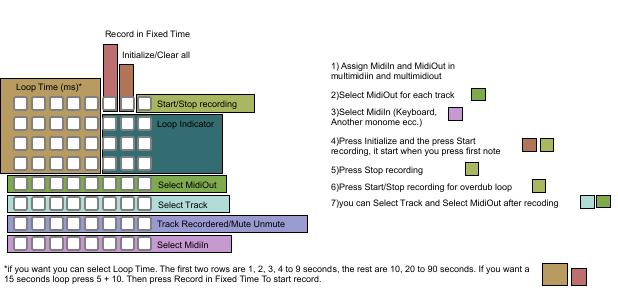 Record in Fixed Time
Initialize/Clear all
Loop Time (ms)*
Start/Stop recording
Loop Indicator
Select MidiOut
Select Track
Track Recordered/Mute Unmute
Select MidiIn
1) Assign MidiIn and MidiOut in
multimidiin and multimidiout
2)Select MidiOut for each track
3)Select MidiIn (Keyboard,
Another monome ecc.)
4)Press Initialize and the press Start
recording, it start when you press first note
5)Press Stop recording
6)Press Start/Stop recording for overdub loop
7)you can Select Track and Select MidiOut after recoding
*if you want you can select Loop Time. The first two rows are 1, 2, 3, 4 to 9 seconds, the rest are 10, 20 to 90 seconds. If you want a
15 seconds loop press 5 + 10. Then press Record in Fixed Time To start record.